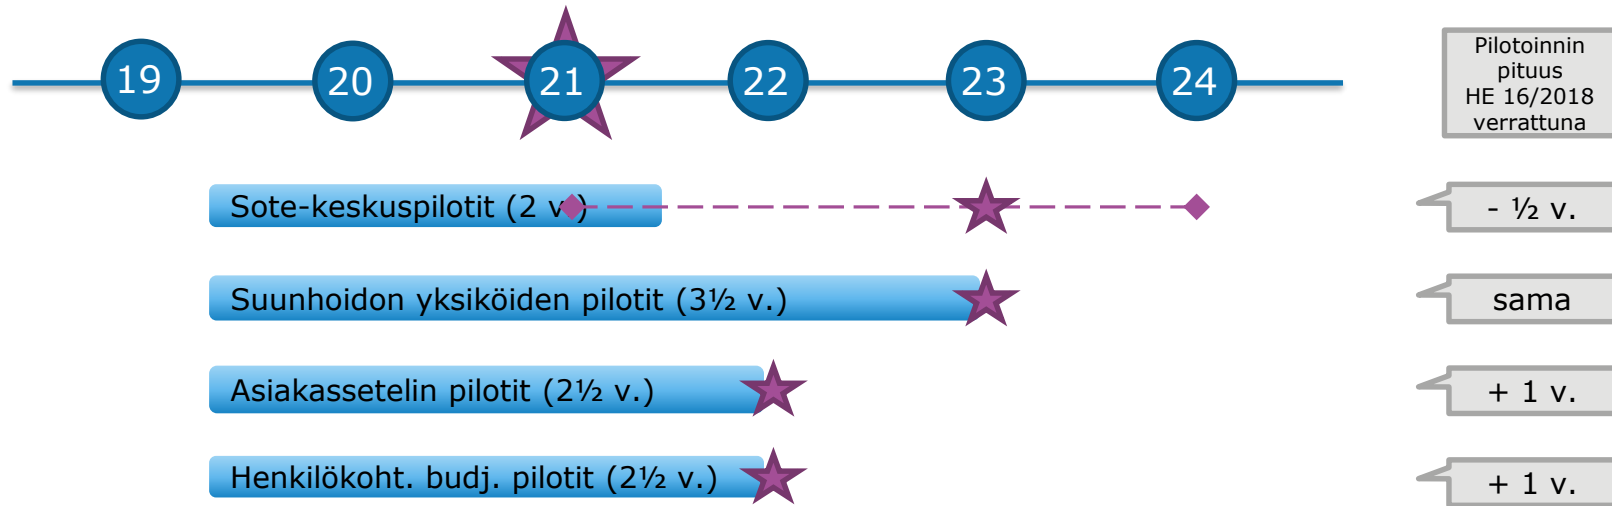 19 20 21 22 23 24
Pilotoinnin
pituus
HE 16/2018
verrattuna
Sote-keskuspilotit (2 v.)
- ½ v.
Suunhoidon yksiköiden pilotit (3½ v.)
sama
Asiakassetelin pilotit (2½ v.)
+ 1 v.
Henkilökoht. budj. pilotit (2½ v.)
+ 1 v.